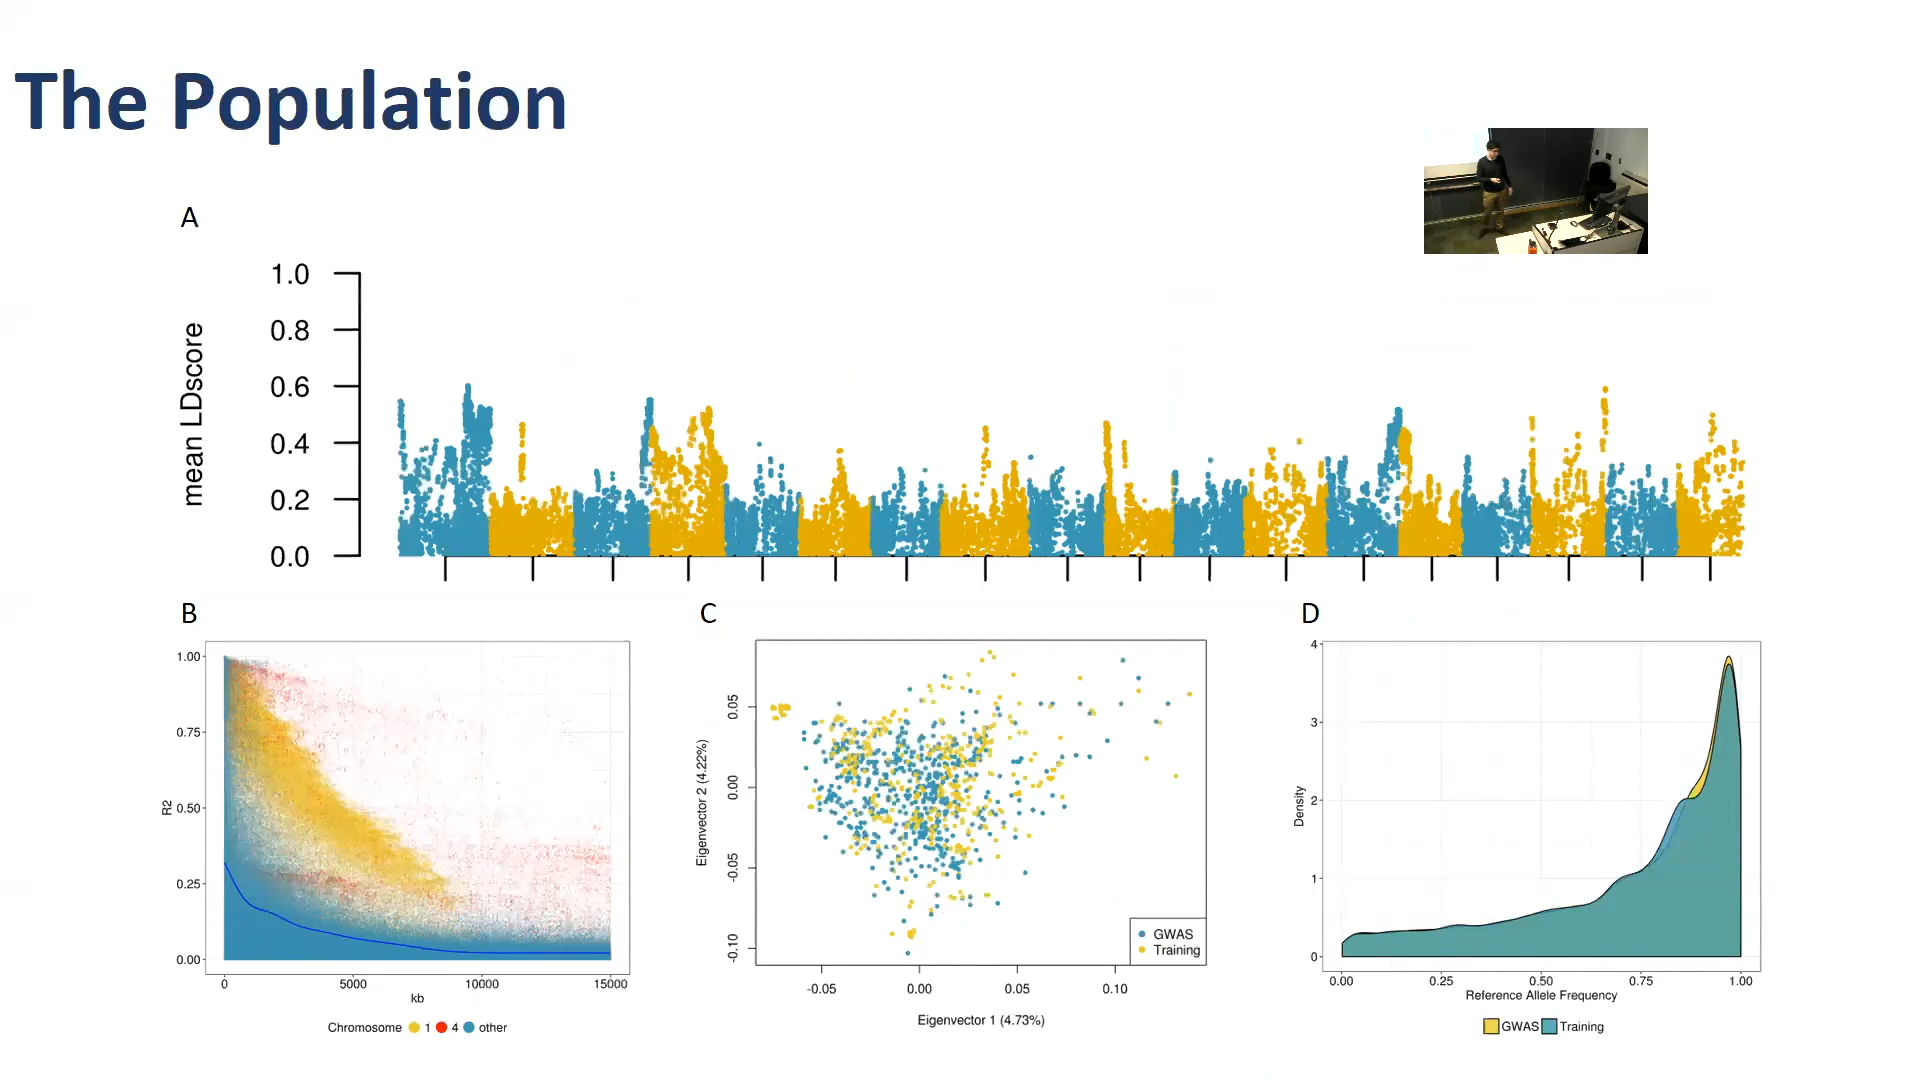 The Population
A
mean LDscore
1.0
0.8
0.6
0.4
0.2
0.0
B
R2
1.00
0.75
0.50
0.25
0.00
0 5000 10000 15000
kb
Chromosome 1 4 other
C
Eigenvector 2 (4.22%)
0.05
0.00
-0.05
-0.10
GWAS
Training
-0.05 0.00 0.05 0.10
Eigenvector 1 (4.73%)
D
Density
4
3
2
1
0
0.00 0.25 0.50 0.75 1.00
Reference Allele Frequency
GWAS Training